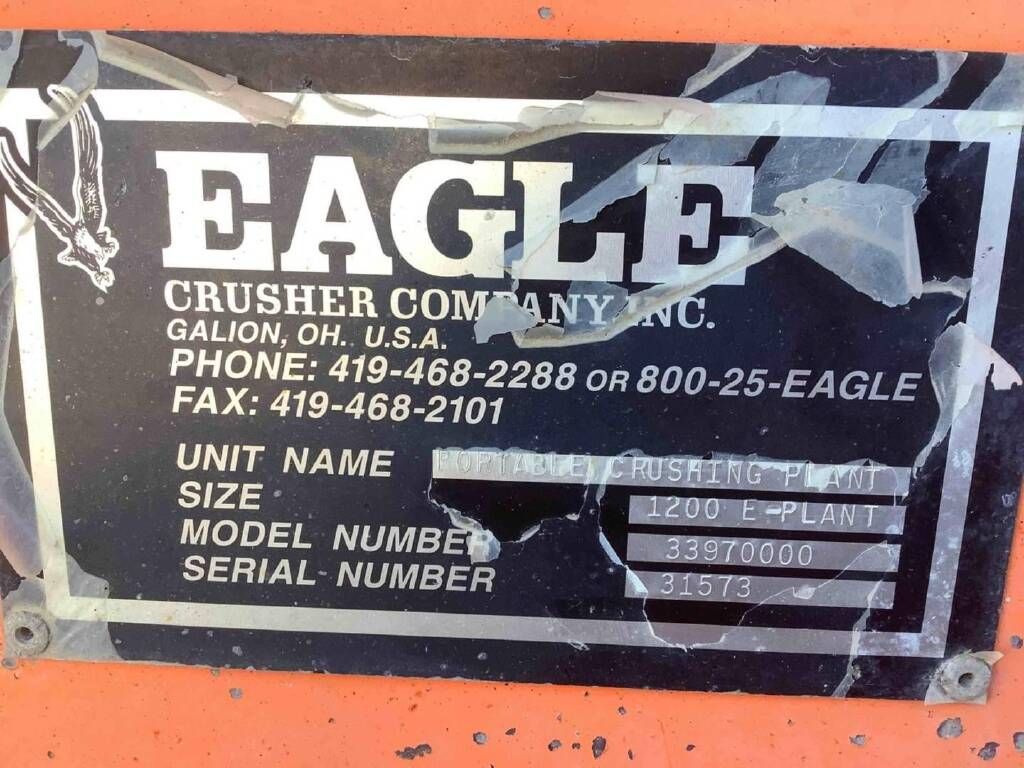 EAGLE
CRUSHER COMPANY INC.
GALION, OH.. U.S.A.
PHONE: 419-468-2288 OR 800-25-EAGLE
FAX: 419-468-2101
UNIT NAME PORTABLE CRUSHING PLANT
SIZE 1200 E-PLANT
MODEL NUMBER 33970000
SERIAL NUMBER 31573